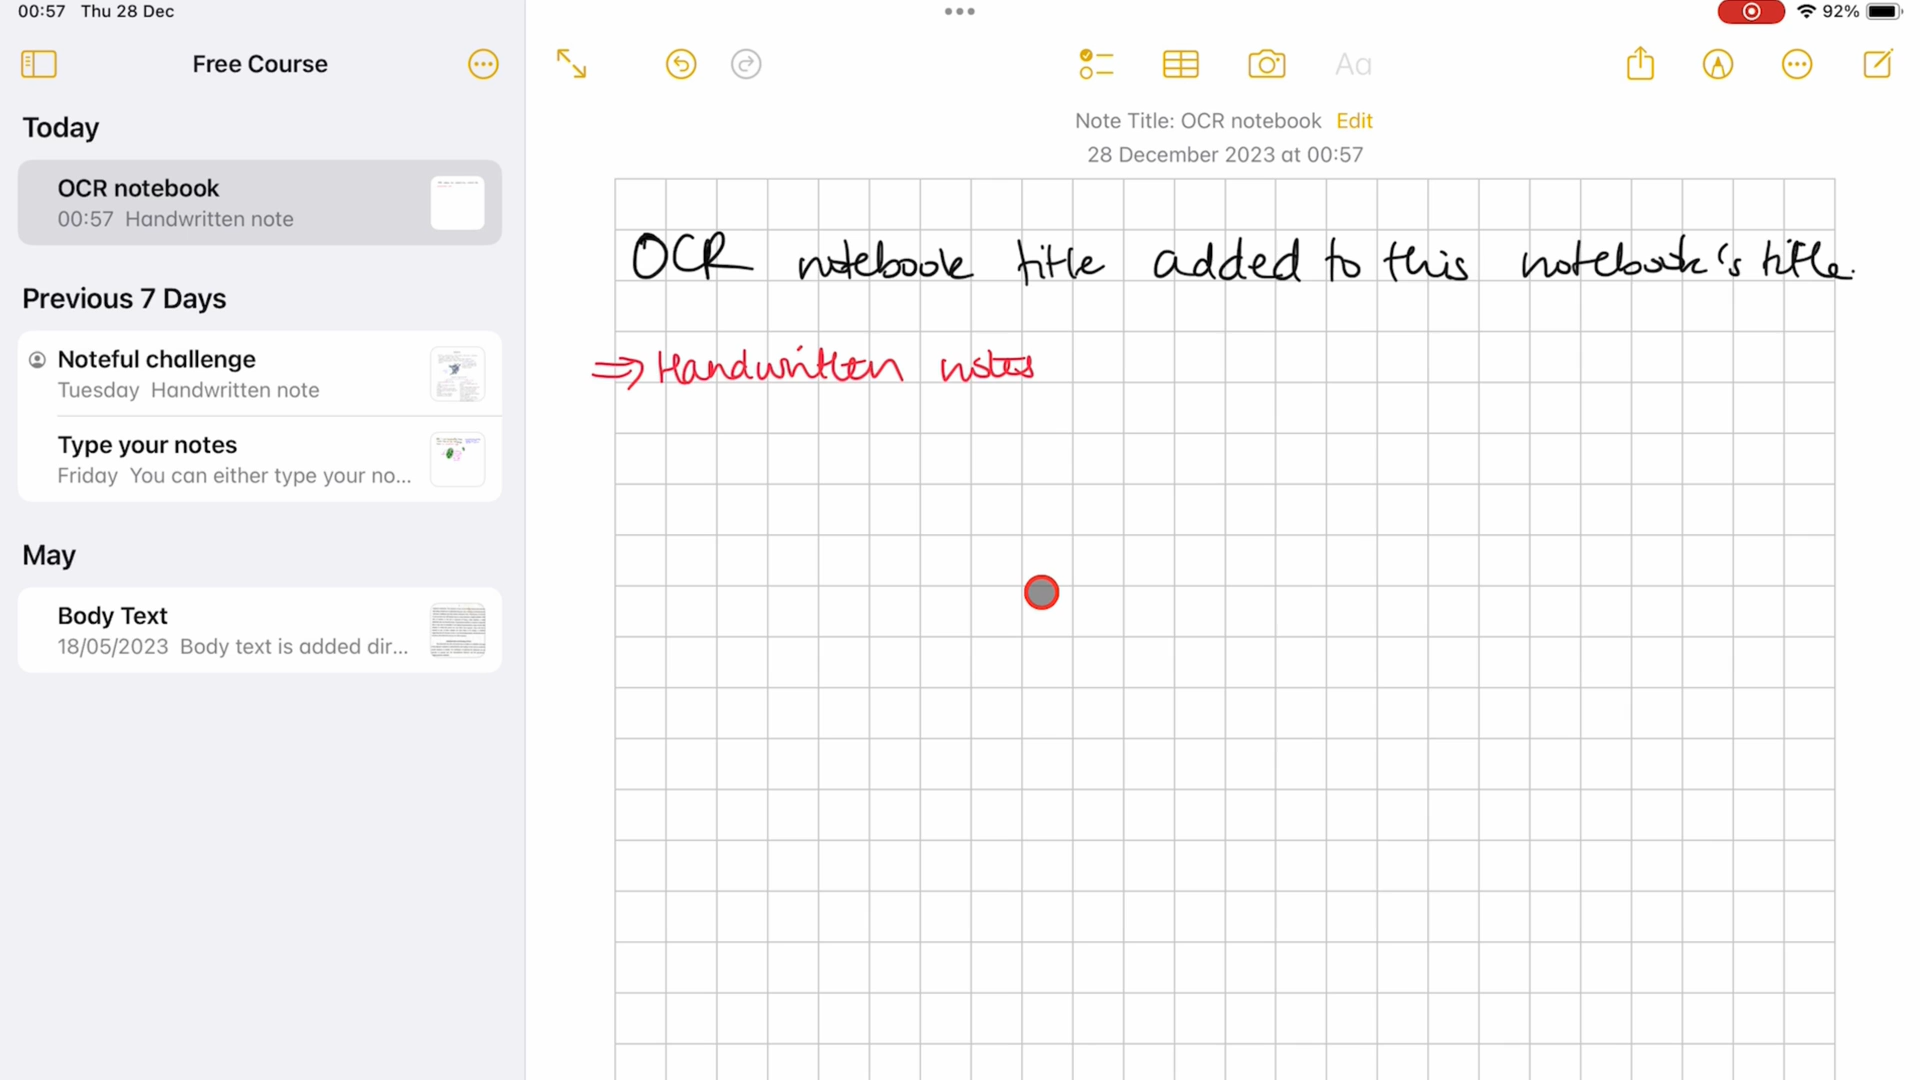 00:57 Thu 28 Dec
92%
Free Course
Today
OCR notebook
00:57 Handwritten note
Previous 7 Days
Noteful challenge
Tuesday Handwritten note
Type your notes
Friday You can either type your no...
May
Body Text
18/05/2023 Body text is added dir...
Aa
Note Title: OCR notebook Edit
28 December 2023 at 00:57
OCR notebook title added to this notebook's title.
⇒ Handwritten notes